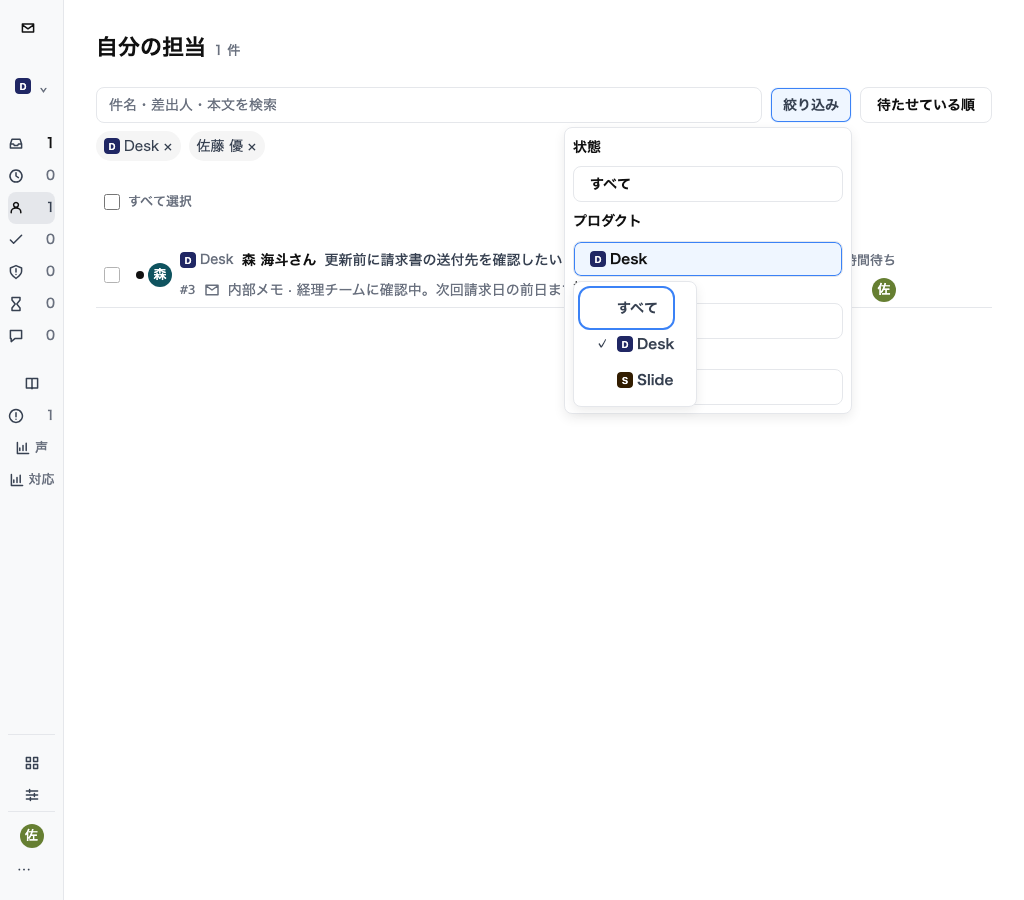 自分の担当 1 件
D
件名・差出人・本文を検索
絞り込み
待たせている順
D Desk ×
佐藤 優 ×
状態
すべて
プロダクト
D Desk
すべて
✓ D Desk
S Slide
すべて選択
D Desk 森 海斗さん 更新前に請求書の送付先を確認したい
時間待ち
森
#3 内部メモ · 経理チームに確認中。次回請求日の前日ま
佐
1
0
1
0
0
0
0
1
声
対応
佐
…